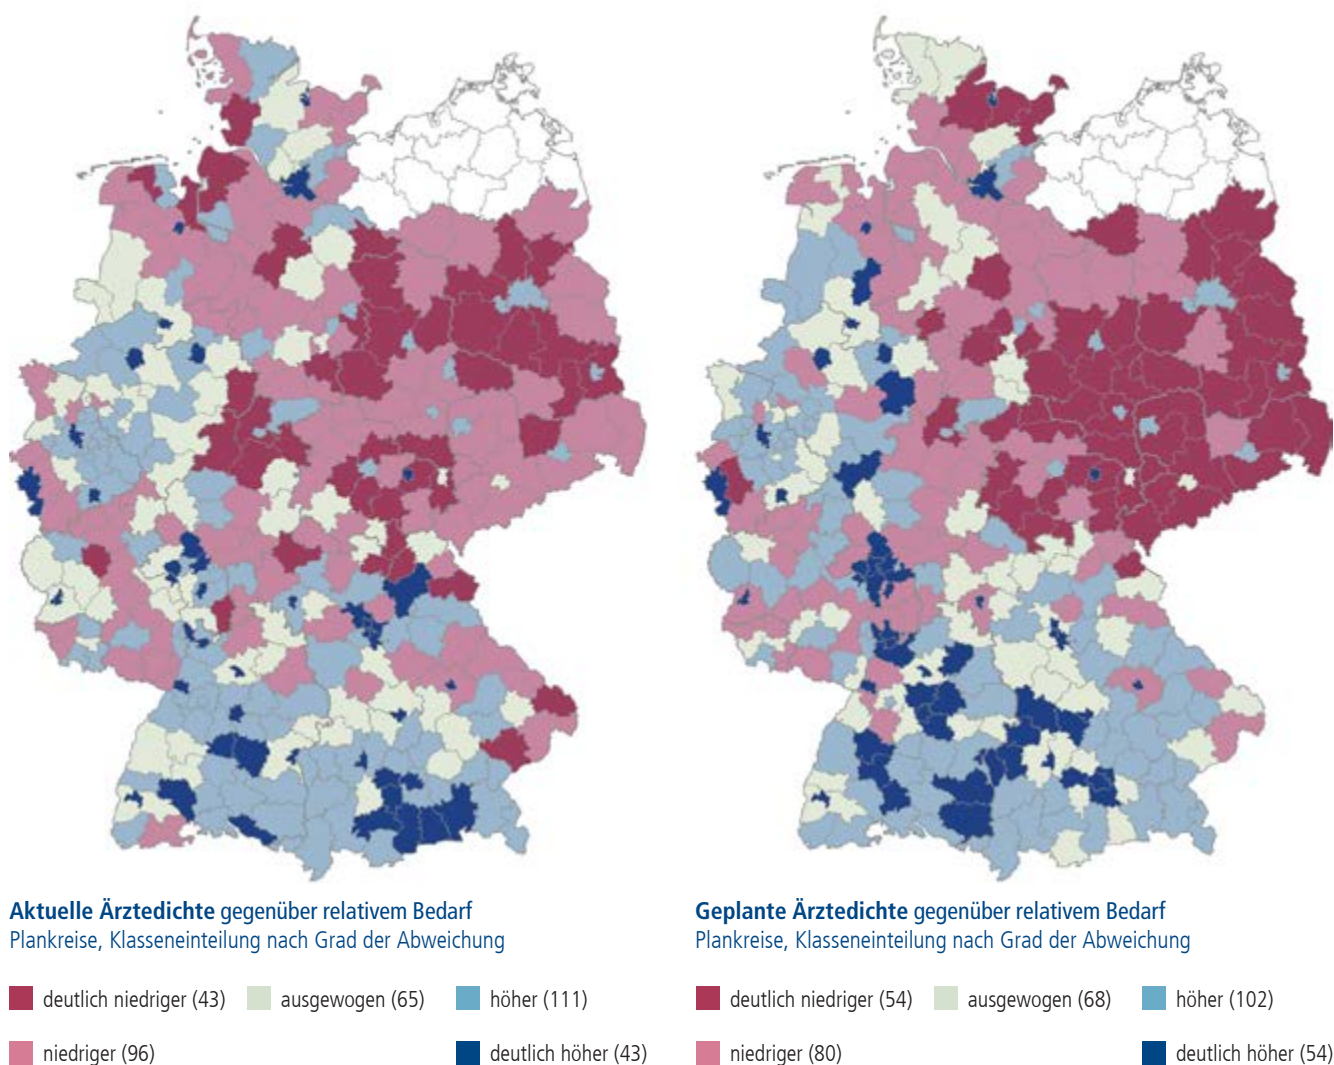 Aktuelle Ärztedichte gegenüber relativem Bedarf
Plankreise, Klasseneinteilung nach Grad der Abweichung
deutlich niedriger (43)
ausgewogen (65)
höher (111)
niedriger (96)
deutlich höher (43)
Geplante Ärztedichte gegenüber relativem Bedarf
Plankreise, Klasseneinteilung nach Grad der Abweichung
deutlich niedriger (54)
ausgewogen (68)
höher (102)
niedriger (80)
deutlich höher (54)